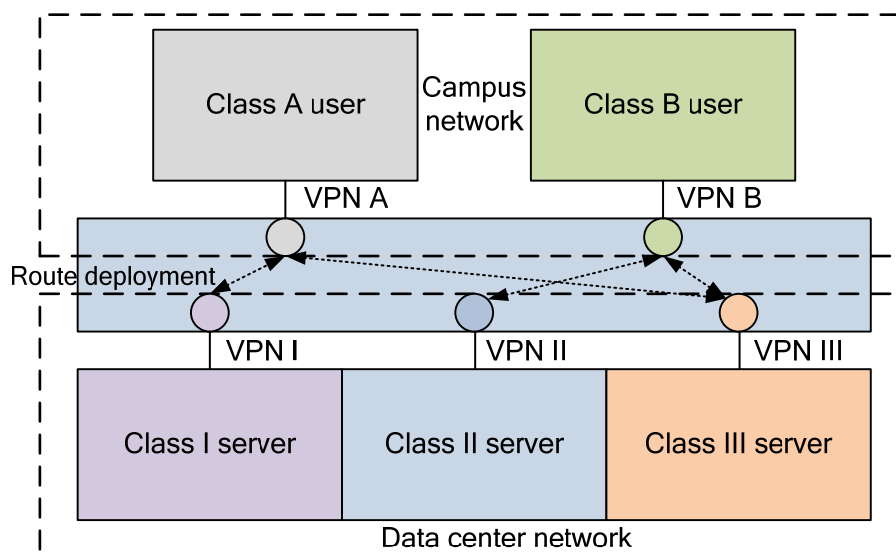 Class A user
Campus
network
Class B user
VPN A
VPN B
Route deployment
VPN I
VPN II
VPN III
Class I server
Class II server
Class III server
Data center network